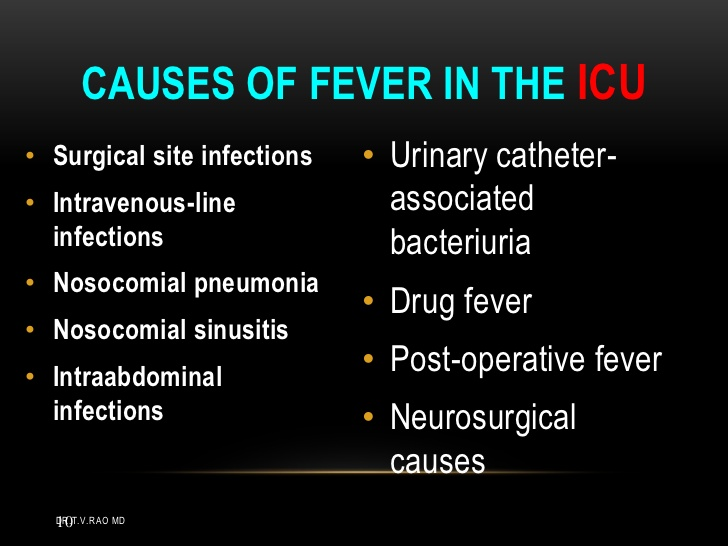 CAUSES OF FEVER IN THE ICU
• Surgical site infections
• Intravenous-line
infections
• Nosocomial pneumonia
• Nosocomial sinusitis
• Intraabdominal
infections
• Urinary catheter-
associated
bacteriuria
• Drug fever
• Post-operative fever
• Neurosurgical
causes
DR.T.V.RAO MD
10